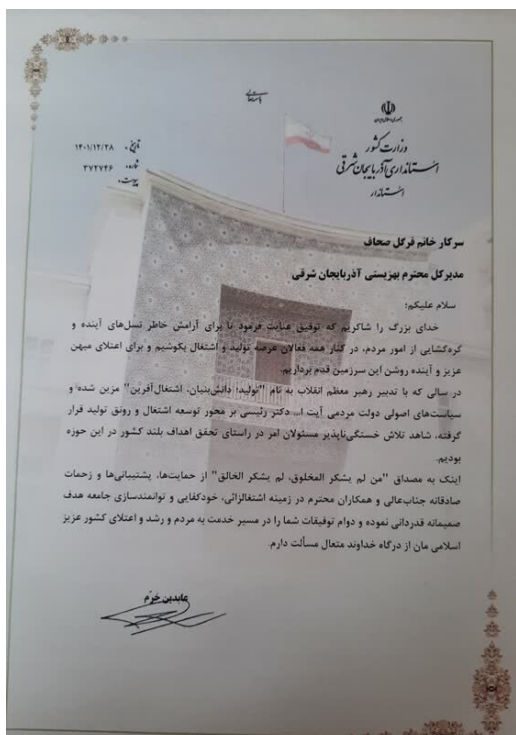 باسمه‌تعالی
جمهوری اسلامی ایران
وزارت کشور
استانداری آذربایجان شرقی
استاندار
تاریخ: ۱۴۰۱/۱۲/۲۸
شماره: ۳۷۲۷۴۶
پیوست:
سرکار خانم فرگل صحاف
مدیرکل محترم بهزیستی آذربایجان شرقی
سلام علیکم؛
خدای بزرگ را شاکریم که توفیق عنایت فرمود تا برای آرامش خاطر نسل‌های آینده و
گره‌گشایی از امور مردم، در کنار همه فعالان عرصه تولید و اشتغال بکوشیم و برای اعتلای میهن
عزیز و آینده روشن این سرزمین قدم برداریم.
در سالی که با تدبیر رهبر معظم انقلاب به نام "تولید؛ دانش‌بنیان، اشتغال‌آفرین" مزین شده و
سیاست‌های اصولی دولت مردمی آیت ا... دکتر رئیسی بر محور توسعه اشتغال و رونق تولید قرار
گرفته، شاهد تلاش خستگی‌ناپذیر مسئولان امر در راستای تحقق اهداف بلند کشور در این حوزه
بودیم.
اینک به مصداق "من لم یشکر المخلوق، لم یشکر الخالق" از حمایت‌ها، پشتیبانی‌ها و زحمات
صادقانه جناب‌عالی و همکاران محترم در زمینه اشتغالزائی، خودکفایی و توانمندسازی جامعه هدف
صمیمانه قدردانی نموده و دوام توفیقات شما را در مسیر خدمت به مردم و رشد و اعتلای کشور عزیز
اسلامی مان از درگاه خداوند متعال مسألت دارم.
عابدین خرم